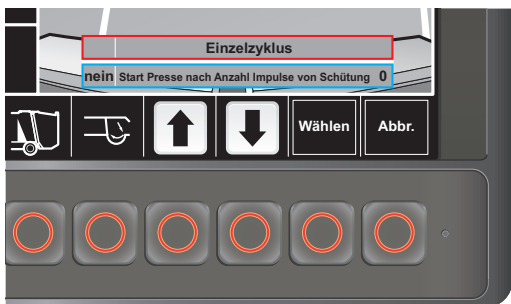 Einzelzyklus
nein Start Presse nach Anzahl Impulse von Schütung 0
Wählen Abbr.